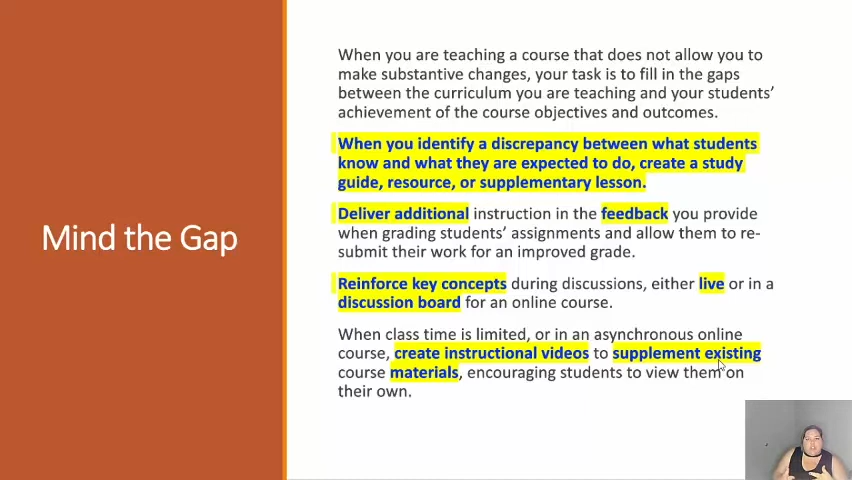 Mind the Gap
When you are teaching a course that does not allow you to
make substantive changes, your task is to fill in the gaps
between the curriculum you are teaching and your students'
achievement of the course objectives and outcomes.
When you identify a discrepancy between what students
know and what they are expected to do, create a study
guide, resource, or supplementary lesson.
Deliver additional instruction in the feedback you provide
when grading students' assignments and allow them to re-
submit their work for an improved grade.
Reinforce key concepts during discussions, either live or in a
discussion board for an online course.
When class time is limited, or in an asynchronous online
course, create instructional videos to supplement existing
course materials, encouraging students to view them on
their own.